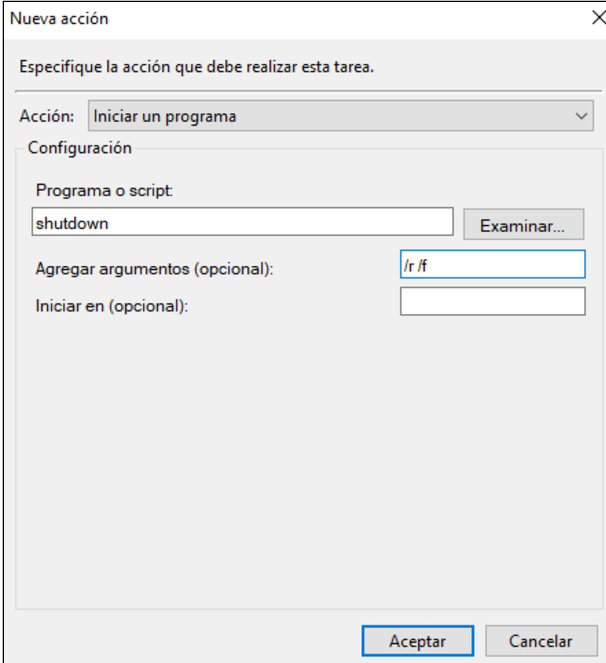 Nueva acción
Especifique la acción que debe realizar esta tarea.
Acción: Iniciar un programa
Configuración
Programa o script:
shutdown Examinar...
Agregar argumentos (opcional): /r /f
Iniciar en (opcional):
Aceptar Cancelar